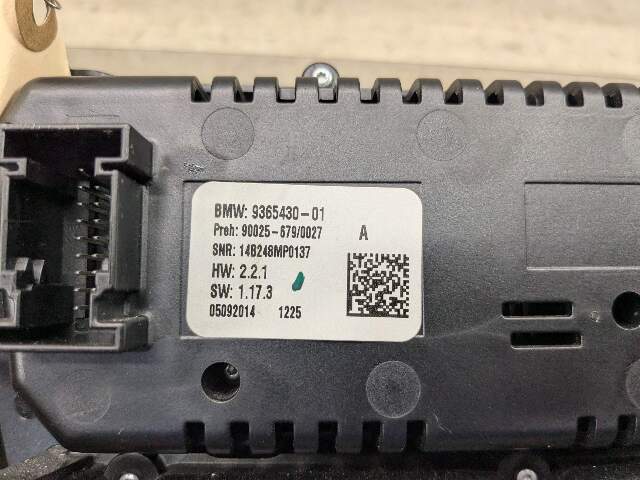 BMW: 9365430-01
Preh: 90025-679/0027 A
SNR: 14B248MP0137
HW: 2.2.1
SW: 1.17.3
05092014 1225